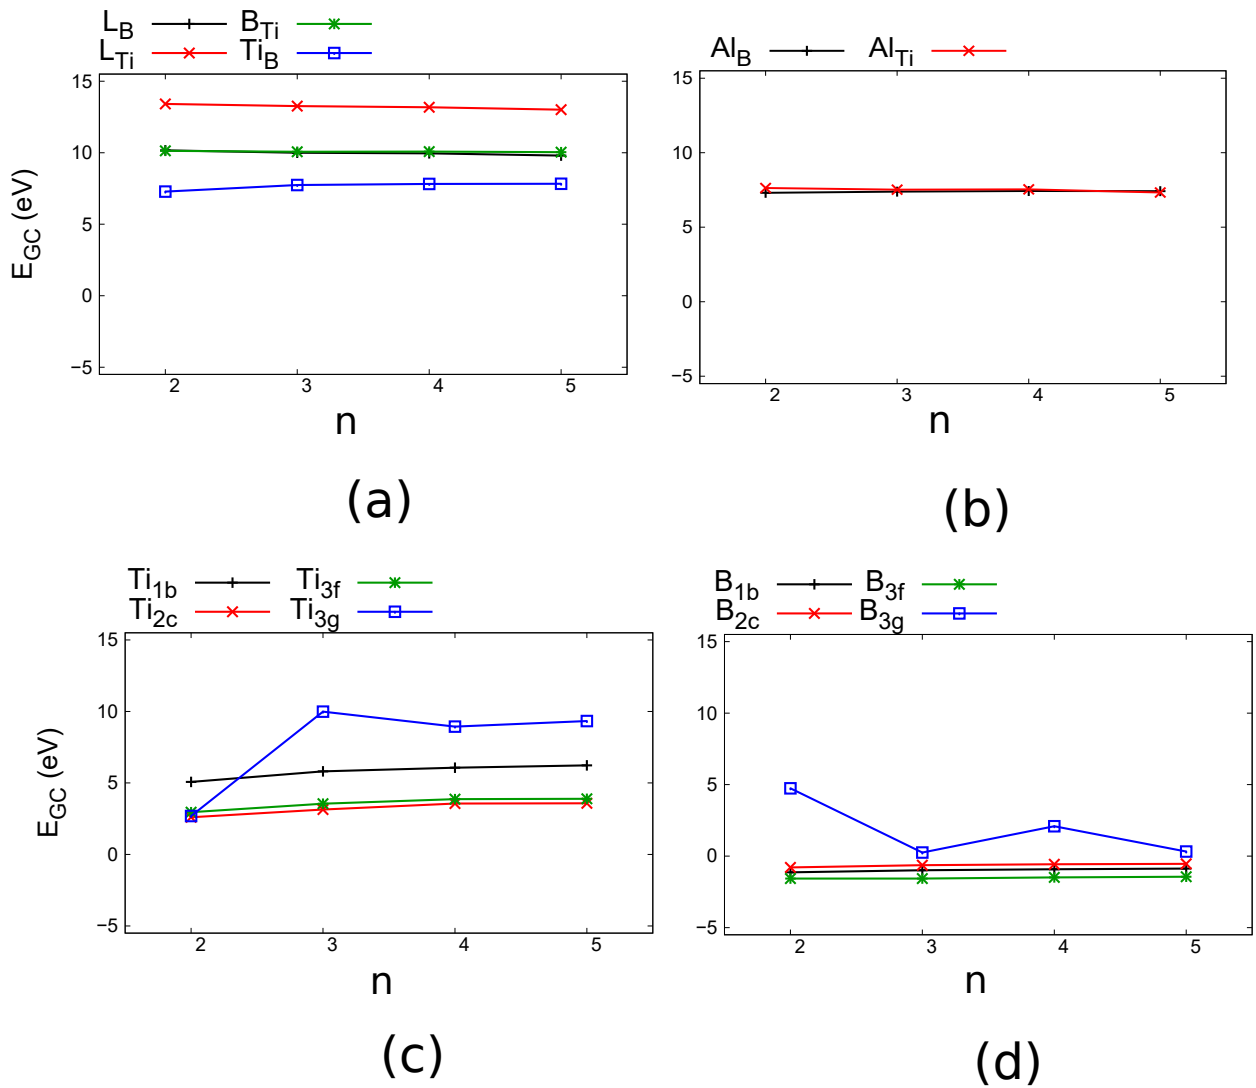 L_B B_Ti
L_Ti Ti_B
15
10
5
0
−5
E_GC (eV)
2 3 4 5
n
(a)
Al_B Al_Ti
15
10
5
0
−5
2 3 4 5
n
(b)
Ti_1b Ti_3f
Ti_2c Ti_3g
15
10
5
0
−5
E_GC (eV)
2 3 4 5
n
(c)
B_1b B_3f
B_2c B_3g
15
10
5
0
−5
2 3 4 5
n
(d)